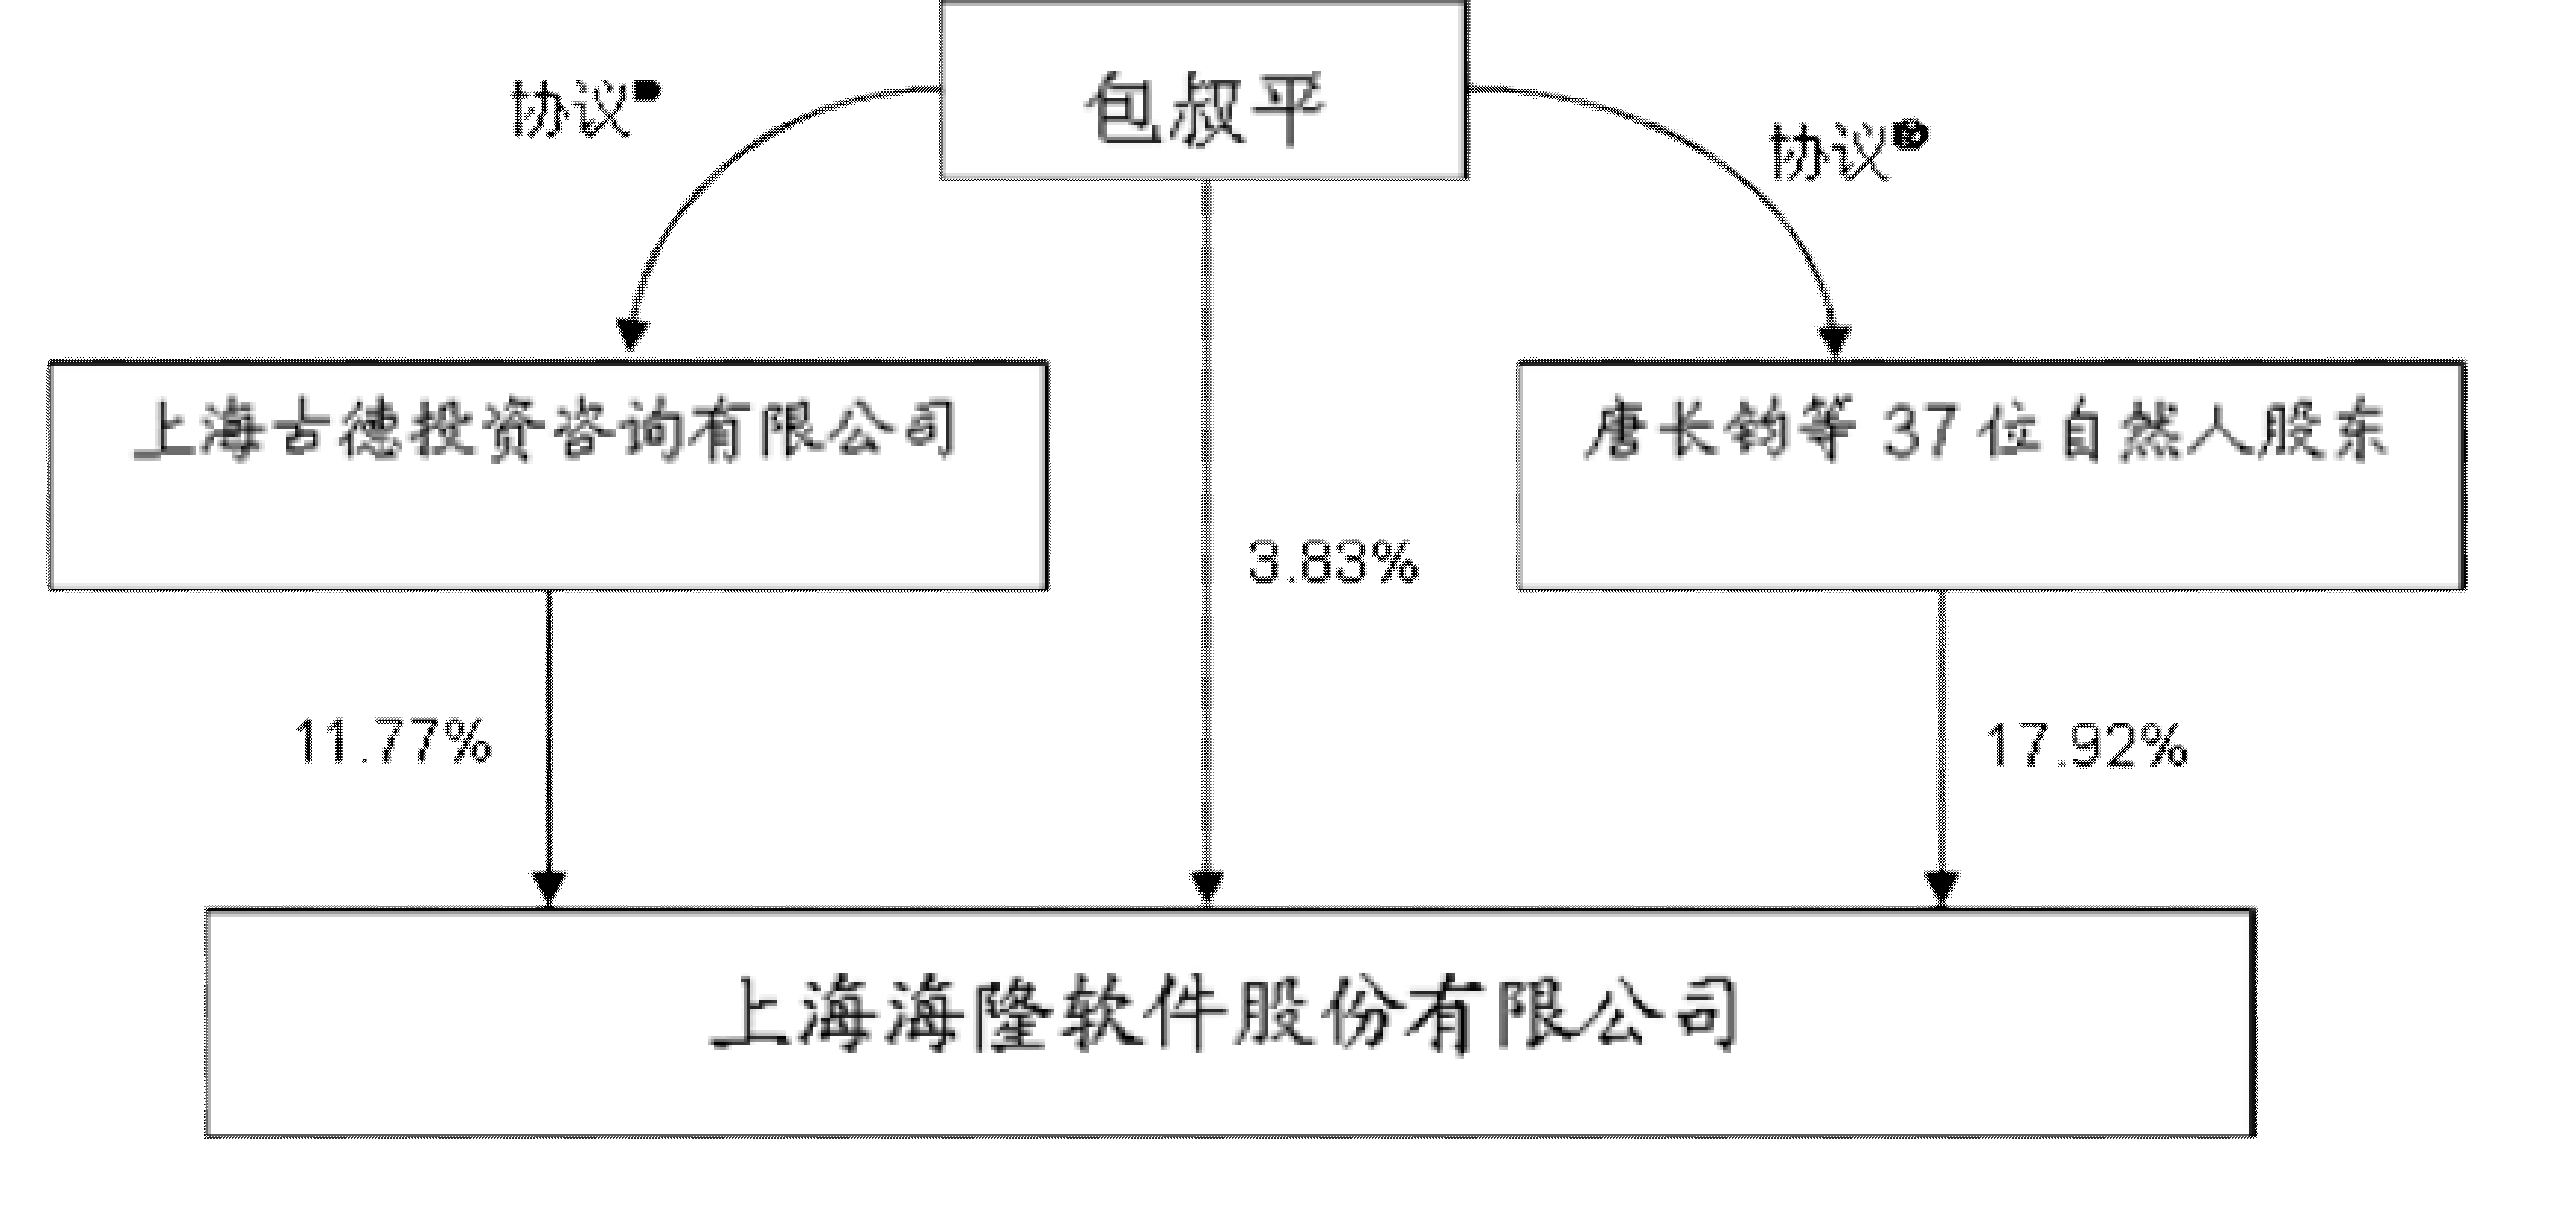 包叔平
协议
协议
上海古德投资咨询有限公司
唐长钧等 37 位自然人股东
3.83%
11.77%
17.92%
上海海隆软件股份有限公司